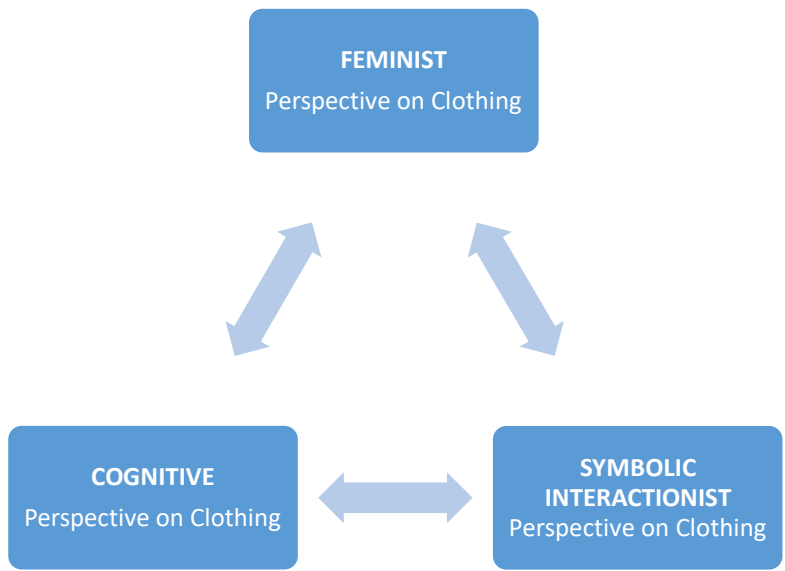 FEMINIST
Perspective on Clothing
COGNITIVE
Perspective on Clothing
SYMBOLIC
INTERACTIONIST
Perspective on Clothing